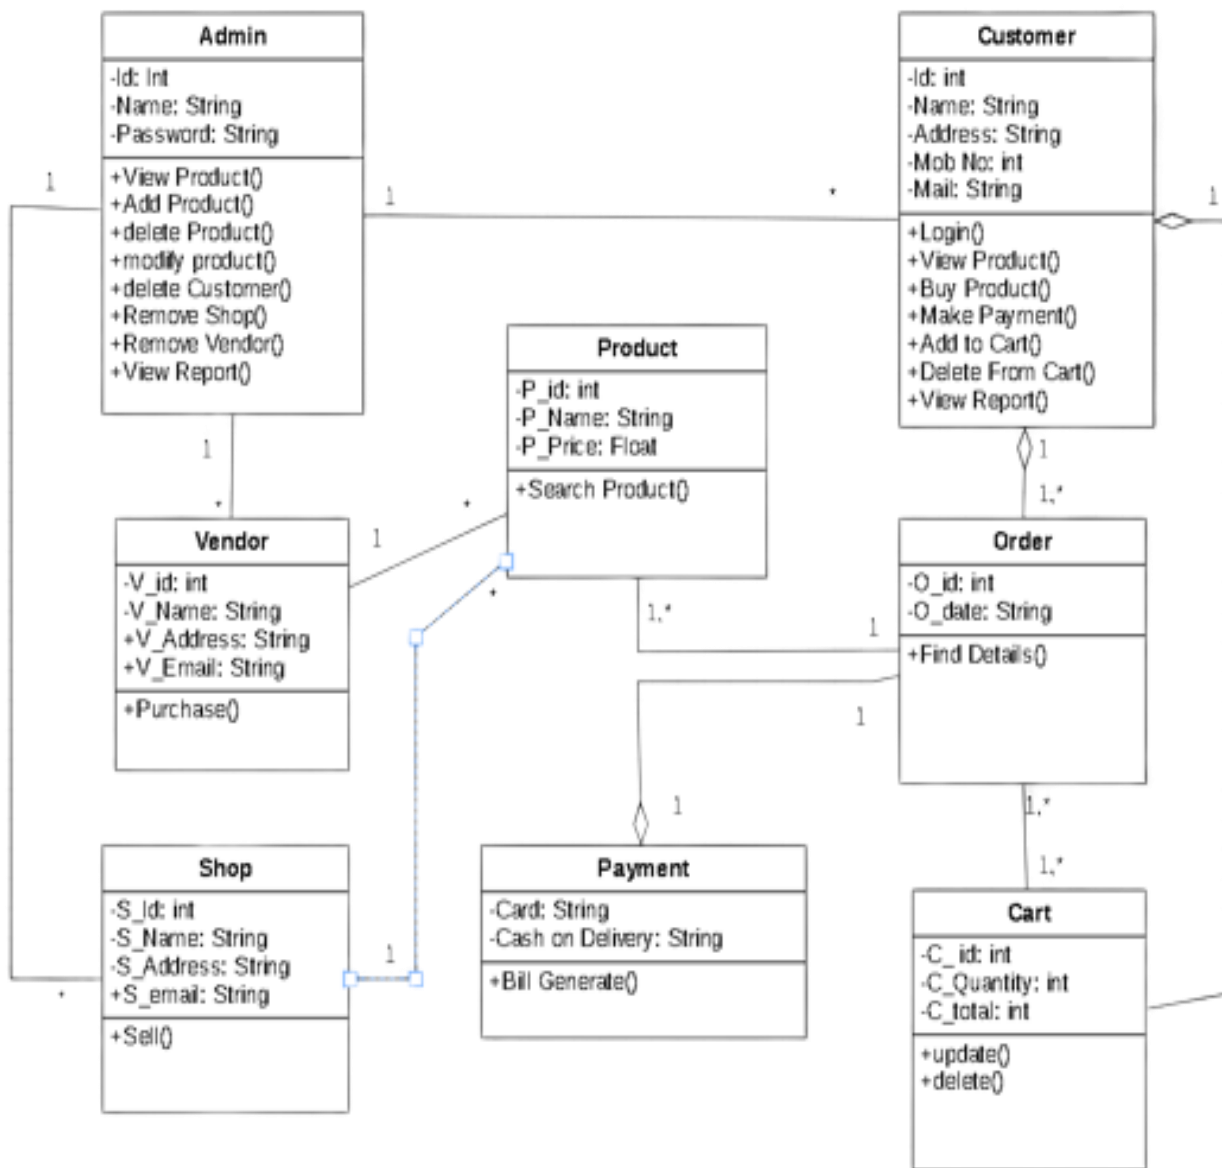 Admin
-Id: Int
-Name: String
-Password: String
+View Product()
+Add Product()
+delete Product()
+modify product()
+delete Customer()
+Remove Shop()
+Remove Vendor()
+View Report()
1
1
*
1
*
1
*
Customer
-Id: int
-Name: String
-Address: String
-Mob No: int
-Mail: String
+Login()
+View Product()
+Buy Product()
+Make Payment()
+Add to Cart()
+Delete From Cart()
+View Report()
1
1
1,*
Product
-P_id: int
-P_Name: String
-P_Price: Float
+Search Product()
*
*
1,*
1
Vendor
-V_id: int
-V_Name: String
+V_Address: String
+V_Email: String
+Purchase()
1
Order
-O_id: int
-O_date: String
+Find Details()
1
1
1,*
1,*
Shop
-S_Id: int
-S_Name: String
-S_Address: String
+S_email: String
+Sell()
1
Payment
-Card: String
-Cash on Delivery: String
+Bill Generate()
Cart
-C_ id: int
-C_Quantity: int
-C_total: int
+update()
+delete()